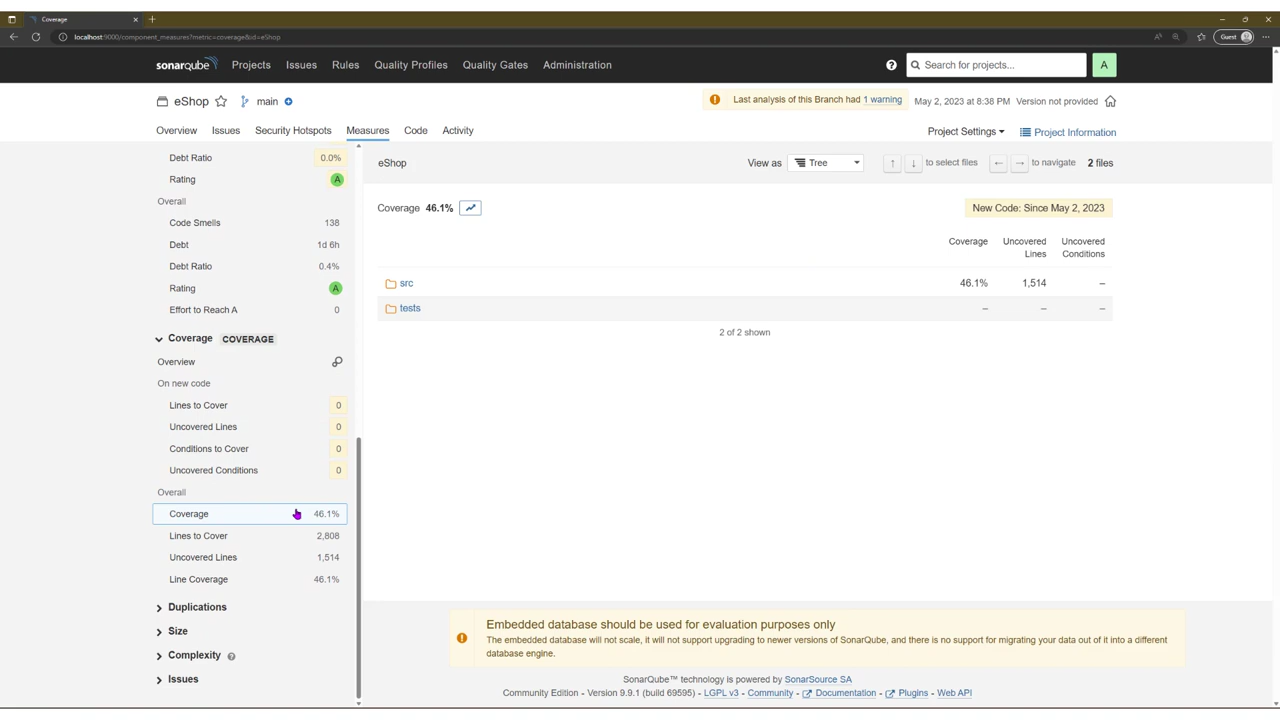 Coverage
localhost:9000/component_measures?metric=coverage&id=eShop
Guest
sonarqube Projects Issues Rules Quality Profiles Quality Gates Administration
Search for projects...
A
eShop main
Last analysis of this Branch had 1 warning
May 2, 2023 at 8:38 PM Version not provided
Overview Issues Security Hotspots Measures Code Activity
Project Settings
Project Information
Debt Ratio 0.0%
Rating A
Overall
Code Smells 138
Debt 1d 6h
Debt Ratio 0.4%
Rating A
Effort to Reach A 0
Coverage COVERAGE
Overview
On new code
Lines to Cover 0
Uncovered Lines 0
Conditions to Cover 0
Uncovered Conditions 0
Overall
Coverage 46.1%
Lines to Cover 2,808
Uncovered Lines 1,514
Line Coverage 46.1%
Duplications
Size
Complexity
Issues
eShop
View as Tree to select files to navigate 2 files
Coverage 46.1%
New Code: Since May 2, 2023
Coverage Uncovered Lines Uncovered Conditions
src 46.1% 1,514 –
tests – – –
2 of 2 shown
Embedded database should be used for evaluation purposes only
The embedded database will not scale, it will not support upgrading to newer versions of SonarQube, and there is no support for migrating your data out of it into a different
database engine.
SonarQube™ technology is powered by SonarSource SA
Community Edition - Version 9.9.1 (build 69595) - LGPL v3 - Community - Documentation - Plugins - Web API